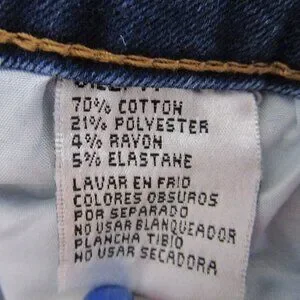 70% COTTON
21% POLYESTER
4% RAYON
5% ELASTANE
LAVAR EN FRIO
COLORES OBSUROS
POR SEPARADO
NO USAR BLANQUEADOR
PLANCHA TIBIO
NO USAR SECADORA